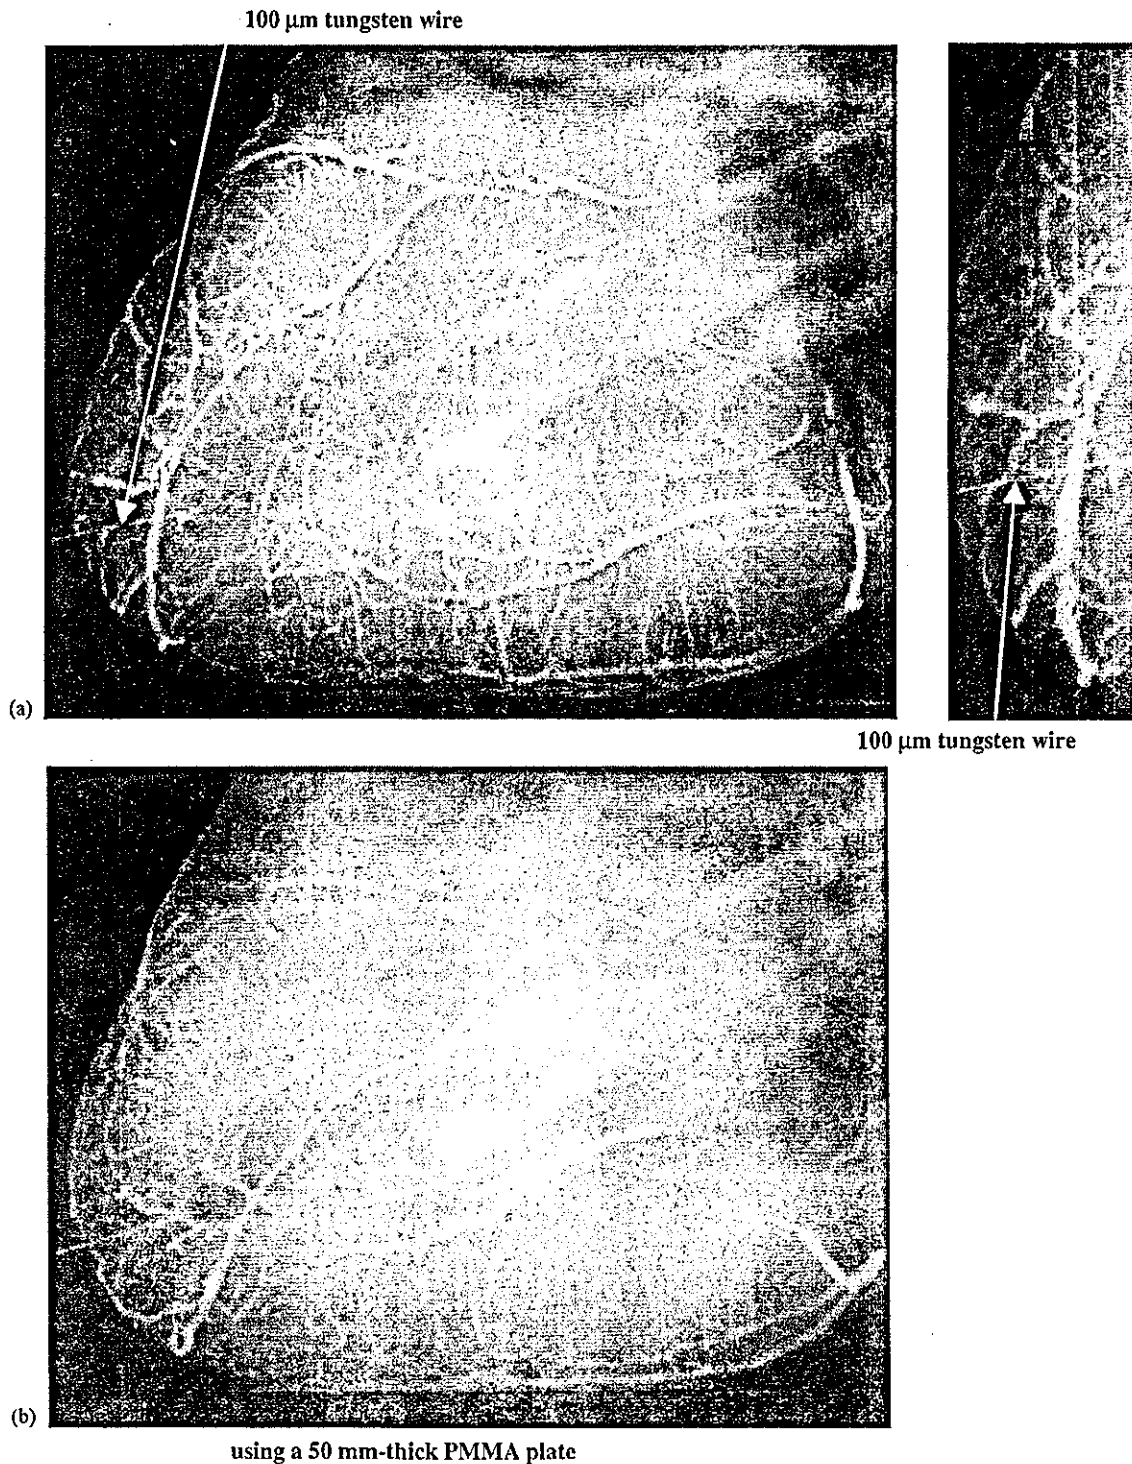 100 μm tungsten wire
(a)
100 μm tungsten wire
(b)
using a 50 mm-thick PMMA plate